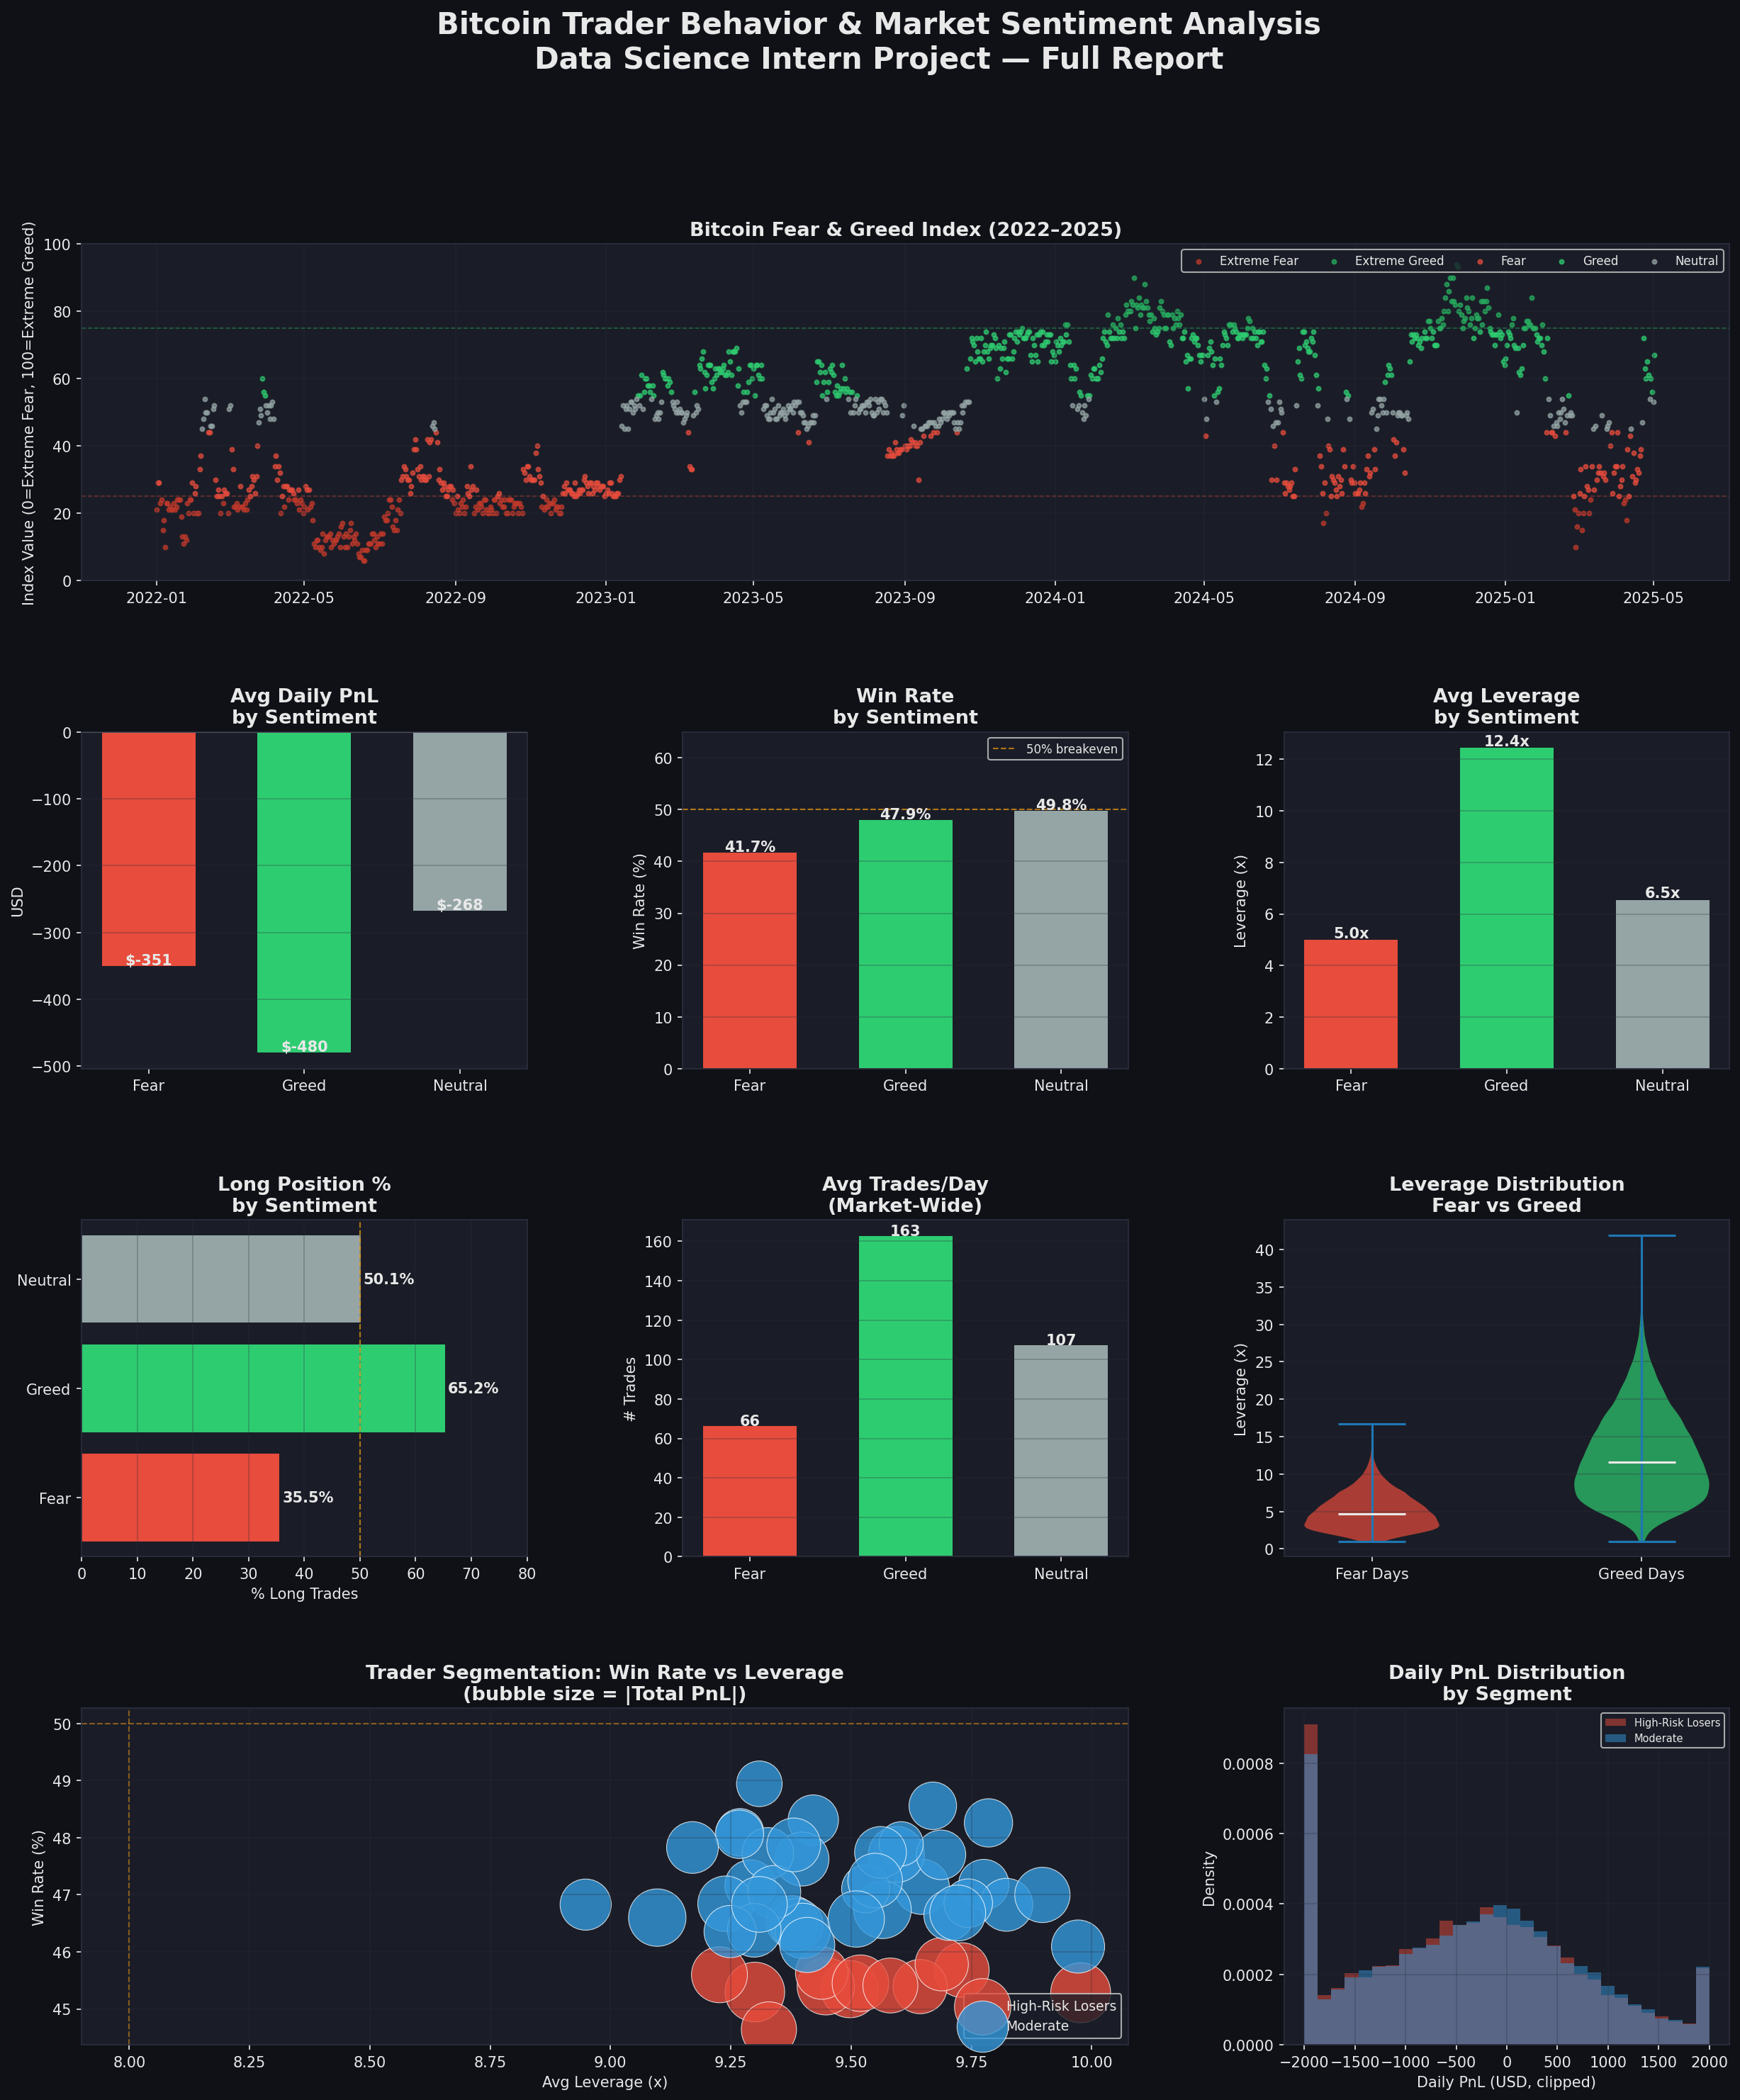 Bitcoin Trader Behavior & Market Sentiment Analysis
Data Science Intern Project — Full Report
Bitcoin Fear & Greed Index (2022–2025)
Index Value (0=Extreme Fear, 100=Extreme Greed)
100
80
60
40
20
0
Extreme Fear
Extreme Greed
Fear
Greed
Neutral
2022-01
2022-05
2022-09
2023-01
2023-05
2023-09
2024-01
2024-05
2024-09
2025-01
2025-05
Avg Daily PnL
by Sentiment
USD
0
−100
−200
−300
−400
−500
$-351
$-480
$-268
Fear
Greed
Neutral
Win Rate
by Sentiment
Win Rate (%)
60
50
40
30
20
10
0
50% breakeven
41.7%
47.9%
49.8%
Fear
Greed
Neutral
Avg Leverage
by Sentiment
Leverage (x)
12
10
8
6
4
2
0
5.0x
12.4x
6.5x
Fear
Greed
Neutral
Long Position %
by Sentiment
Neutral
50.1%
Greed
65.2%
Fear
35.5%
0
10
20
30
40
50
60
70
80
% Long Trades
Avg Trades/Day
(Market-Wide)
# Trades
160
140
120
100
80
60
40
20
0
66
163
107
Fear
Greed
Neutral
Leverage Distribution
Fear vs Greed
Leverage (x)
40
35
30
25
20
15
10
5
0
Fear Days
Greed Days
Trader Segmentation: Win Rate vs Leverage
(bubble size = |Total PnL|)
Win Rate (%)
50
49
48
47
46
45
High-Risk Losers
Moderate
8.00
8.25
8.50
8.75
9.00
9.25
9.50
9.75
10.00
Avg Leverage (x)
Daily PnL Distribution
by Segment
Density
0.0008
0.0006
0.0004
0.0002
0.0000
High-Risk Losers
Moderate
−2000
−1500
−1000
−500
0
500
1000
1500
2000
Daily PnL (USD, clipped)